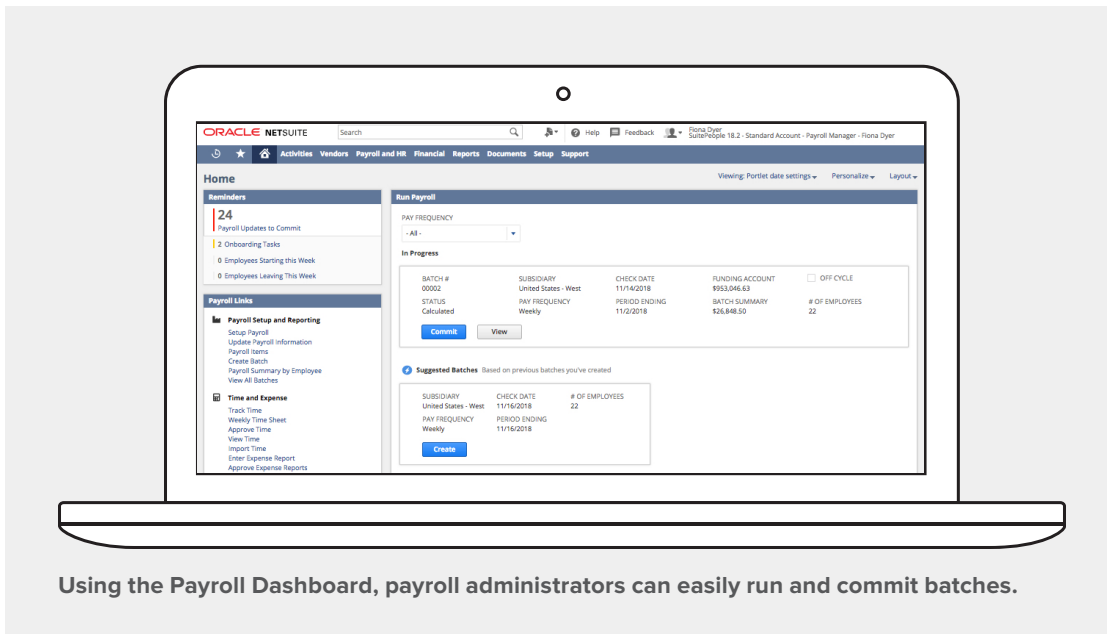 ORACLE NETSUITE
Search
Help
Feedback
Fiona Dyer
SuitePeople 18.2 - Standard Account - Payroll Manager - Fiona Dyer
Activities Vendors Payroll and HR Financial Reports Documents Setup Support
Home
Viewing: Portlet date settings
Personalize
Layout
Reminders
24
Payroll Updates to Commit
2 Onboarding Tasks
0 Employees Starting this Week
0 Employees Leaving This Week
Payroll Links
Payroll Setup and Reporting
Setup Payroll
Update Payroll Information
Payroll Items
Create Batch
Payroll Summary by Employee
View All Batches
Time and Expense
Track Time
Weekly Time Sheet
Approve Time
View Time
Import Time
Enter Expense Report
Approve Expense Reports
Run Payroll
PAY FREQUENCY
- All -
In Progress
BATCH # SUBSIDIARY CHECK DATE FUNDING ACCOUNT OFF CYCLE
00002 United States - West 11/14/2018 $953,046.63
STATUS PAY FREQUENCY PERIOD ENDING BATCH SUMMARY # OF EMPLOYEES
Calculated Weekly 11/2/2018 $26,848.50 22
Commit View
Suggested Batches Based on previous batches you've created
SUBSIDIARY CHECK DATE # OF EMPLOYEES
United States - West 11/16/2018 22
PAY FREQUENCY PERIOD ENDING
Weekly 11/16/2018
Create
Using the Payroll Dashboard, payroll administrators can easily run and commit batches.